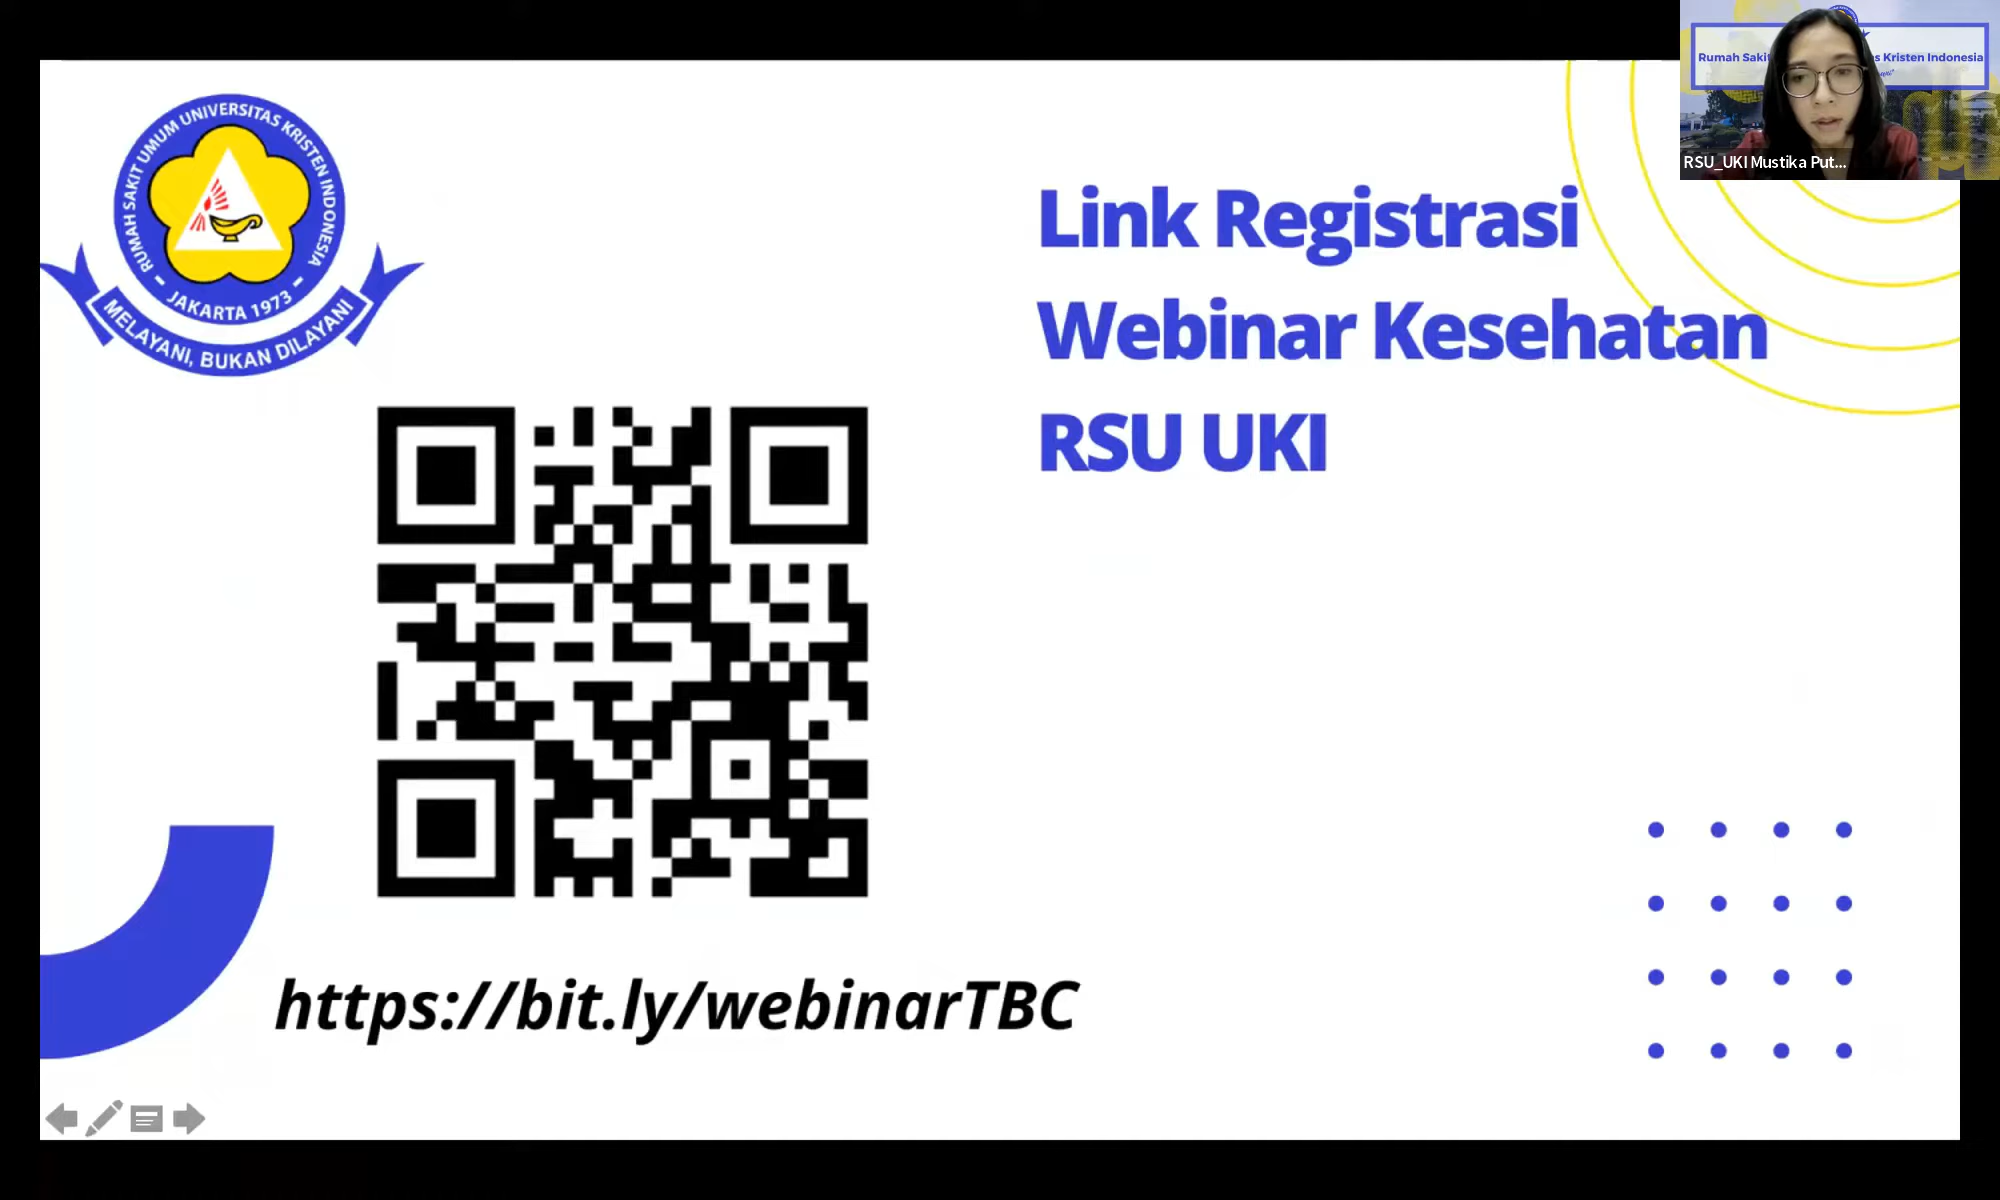 RUMAH SAKIT UMUM UNIVERSITAS KRISTEN INDONESIA
JAKARTA 1973
MELAYANI, BUKAN DILAYANI
Link Registrasi
Webinar Kesehatan
RSU UKI
https://bit.ly/webinarTBC
Rumah Sakit
Kristen Indonesia
RSU_UKI Mustika Put...